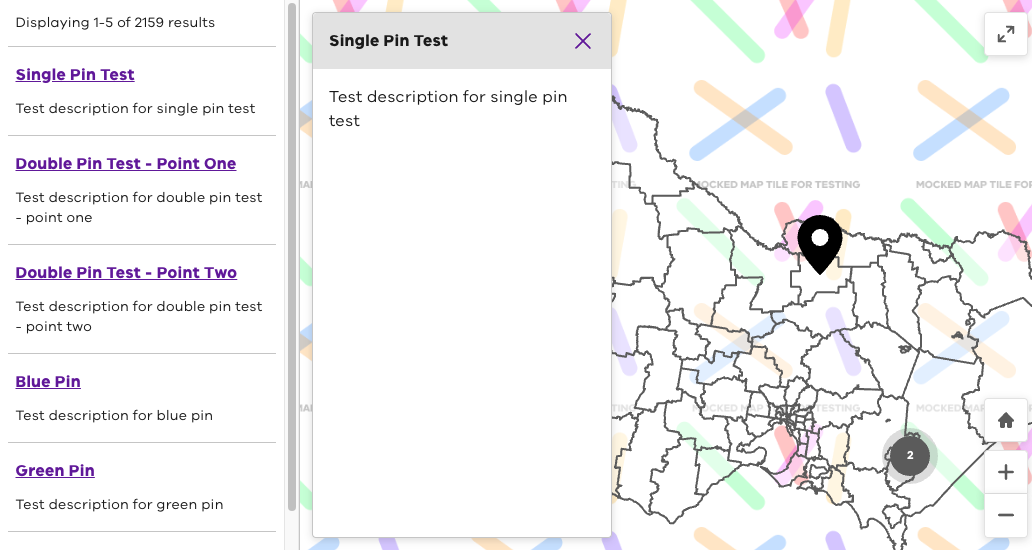 Displaying 1-5 of 2159 results
Single Pin Test
Test description for single pin test
Double Pin Test - Point One
Test description for double pin test
- point one
Double Pin Test - Point Two
Test description for double pin test
- point two
Blue Pin
Test description for blue pin
Green Pin
Test description for green pin
Single Pin Test
Test description for single pin
test
MOCKED MAP TILE FOR TESTING
MOCKED MAP TILE FOR
MOCKED MAP TILE FOR TESTING
MOCKED
2